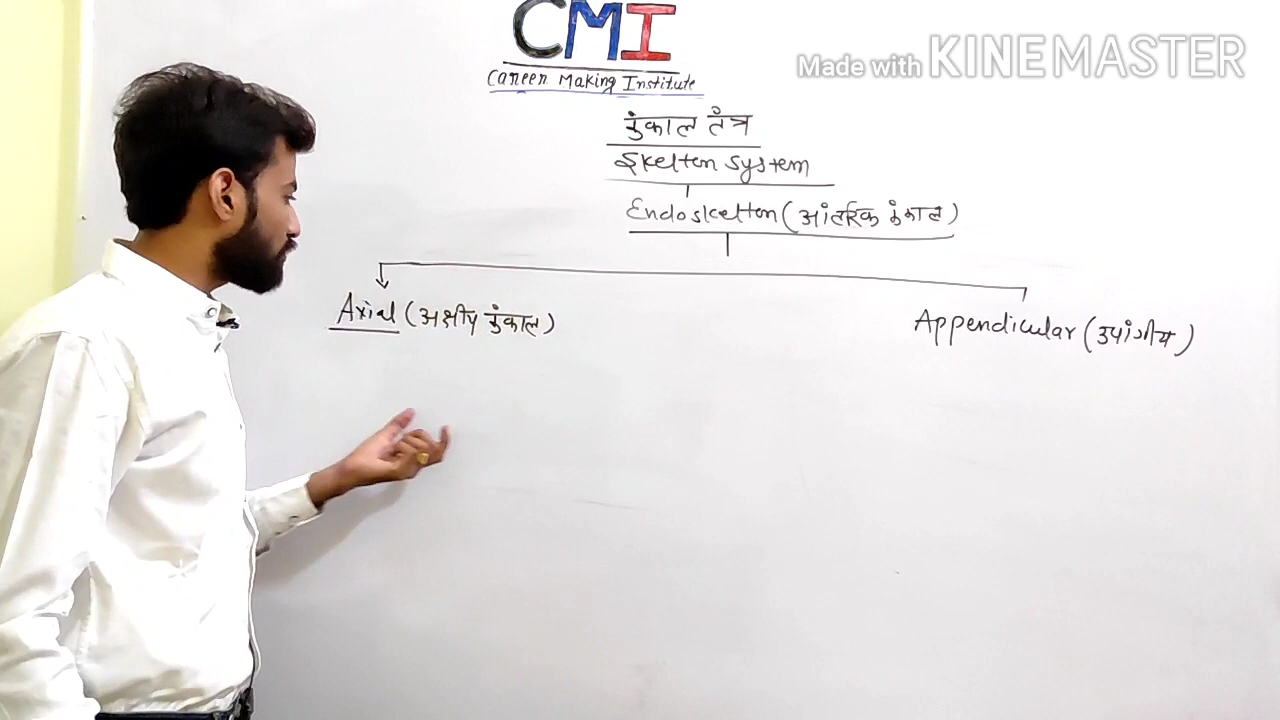 CMI
Career Making Institute
Made with KINEMASTER
कंकाल तंत्र
Skelton system
Endoskelton (आंतरिक कंकाल)
Axial (अक्षीय कंकाल)
Appendicular (उपांगीय)